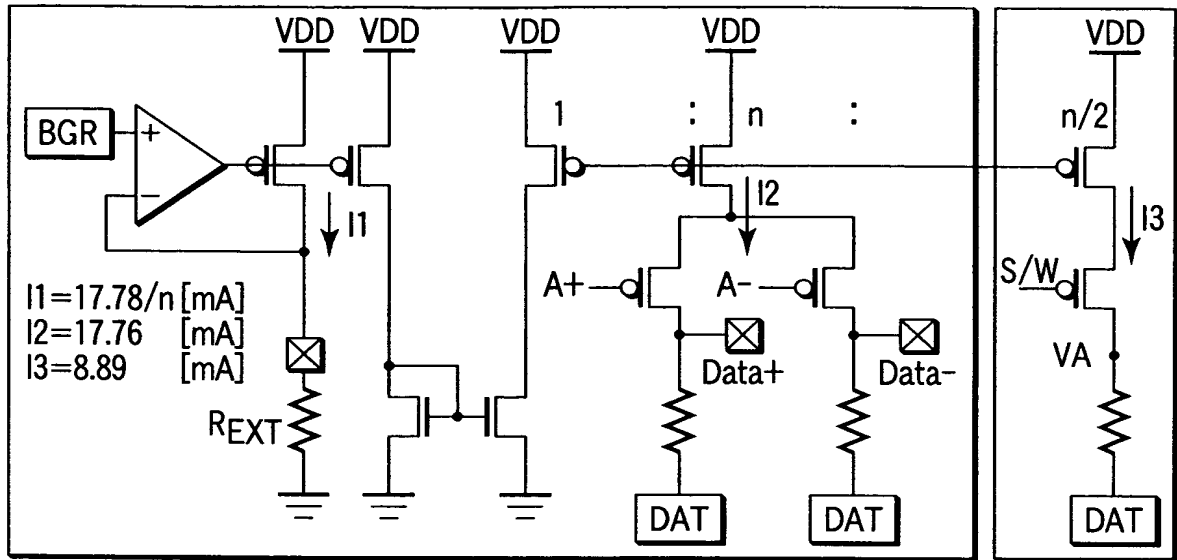 VDD VDD VDD VDD VDD
1 : n : n/2
BGR
+
−
I1
I2
I3
A+
A-
S/W
I1=17.78/n [mA]
I2=17.76 [mA]
I3=8.89 [mA]
Data+
Data-
VA
REXT
DAT DAT DAT